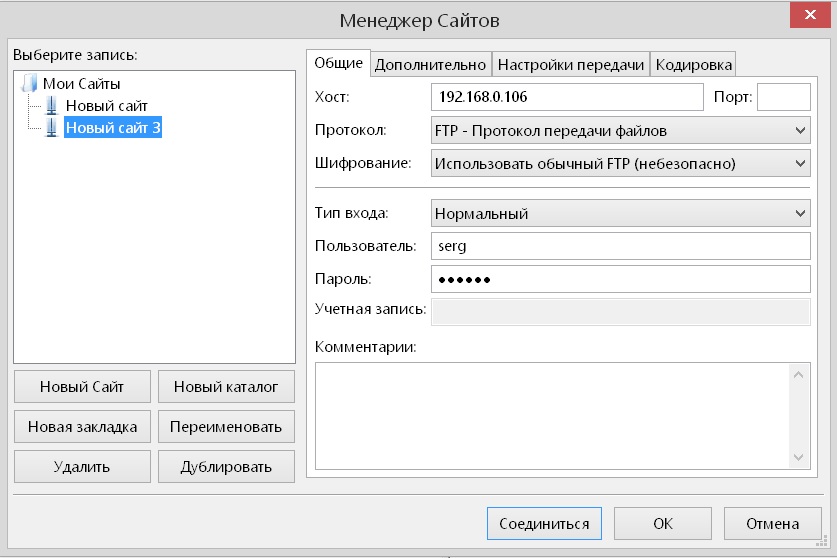 Менеджер Сайтов
Выберите запись:
Мои Сайты
Новый сайт
Новый сайт 3
Новый Сайт
Новый каталог
Новая закладка
Переименовать
Удалить
Дублировать
Общие
Дополнительно
Настройки передачи
Кодировка
Хост: 192.168.0.106 Порт:
Протокол: FTP - Протокол передачи файлов
Шифрование: Использовать обычный FTP (небезопасно)
Тип входа: Нормальный
Пользователь: serg
Пароль: ●●●●●●
Учетная запись:
Комментарии:
Соединиться
OK
Отмена